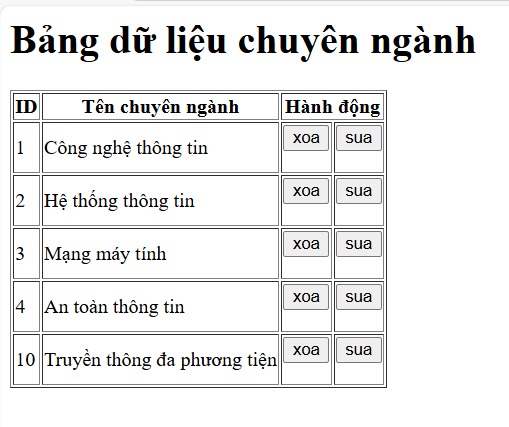 Bảng dữ liệu chuyên ngành
ID Tên chuyên ngành Hành động
1 Công nghệ thông tin xoa sua
2 Hệ thống thông tin xoa sua
3 Mạng máy tính xoa sua
4 An toàn thông tin xoa sua
10 Truyền thông đa phương tiện xoa sua